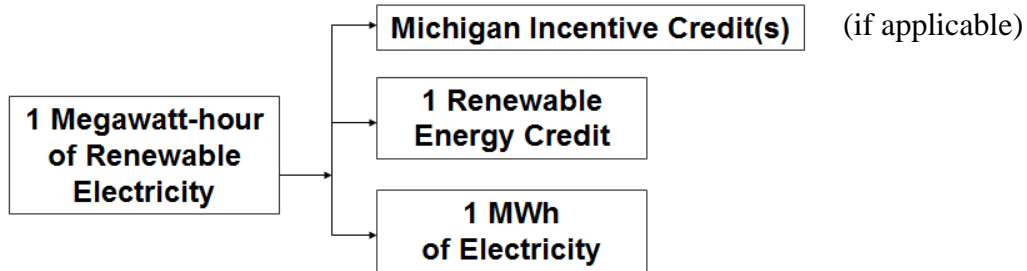 Michigan Incentive Credit(s) (if applicable)
1 Megawatt-hour
of Renewable
Electricity
1 Renewable
Energy Credit
1 MWh
of Electricity